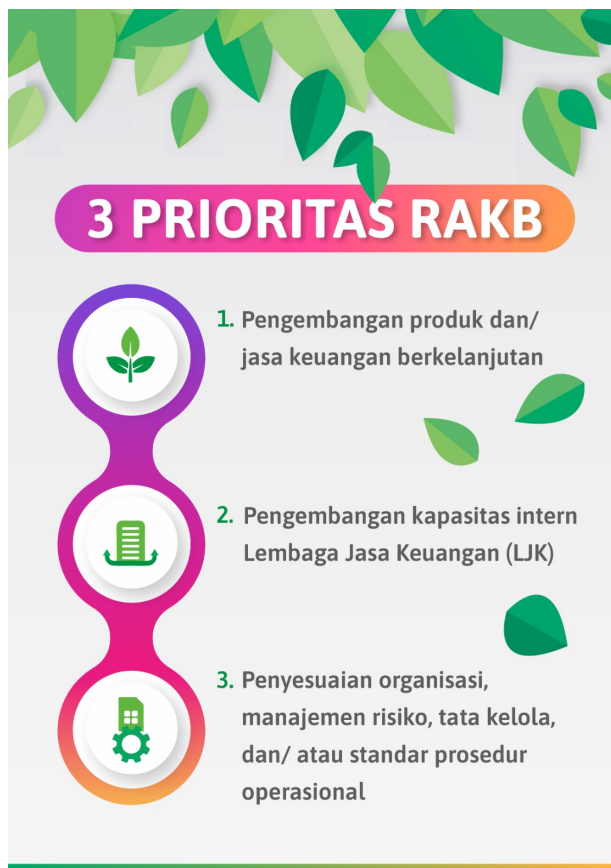 3 PRIORITAS RAKB
1. Pengembangan produk dan/
jasa keuangan berkelanjutan
2. Pengembangan kapasitas intern
Lembaga Jasa Keuangan (LJK)
3. Penyesuaian organisasi,
manajemen risiko, tata kelola,
dan/ atau standar prosedur
operasional